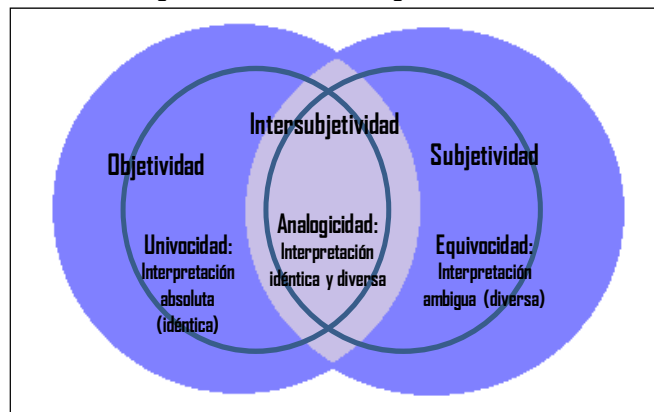 Intersubjetividad
Objetividad
Subjetividad
Univocidad:
Interpretación
absoluta
(idéntica)
Analogicidad:
Interpretación
idéntica y diversa
Equivocidad:
Interpretación
ambigua (diversa)